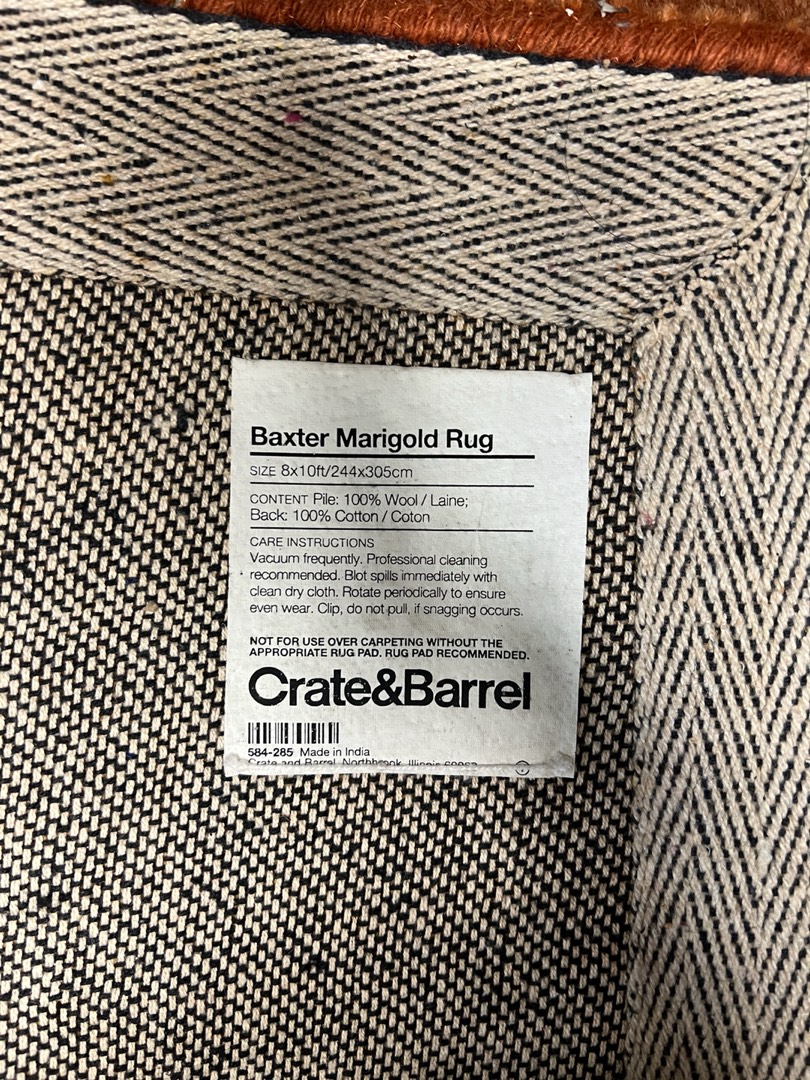 Baxter Marigold Rug
SIZE 8x10ft/244x305cm
CONTENT Pile: 100% Wool / Laine;
Back: 100% Cotton / Coton
CARE INSTRUCTIONS
Vacuum frequently. Professional cleaning
recommended. Blot spills immediately with
clean dry cloth. Rotate periodically to ensure
even wear. Clip, do not pull, if snagging occurs.
NOT FOR USE OVER CARPETING WITHOUT THE
APPROPRIATE RUG PAD. RUG PAD RECOMMENDED.
Crate&Barrel
584-285 Made in India
Crate and Barrel, Northbrook, Illinois